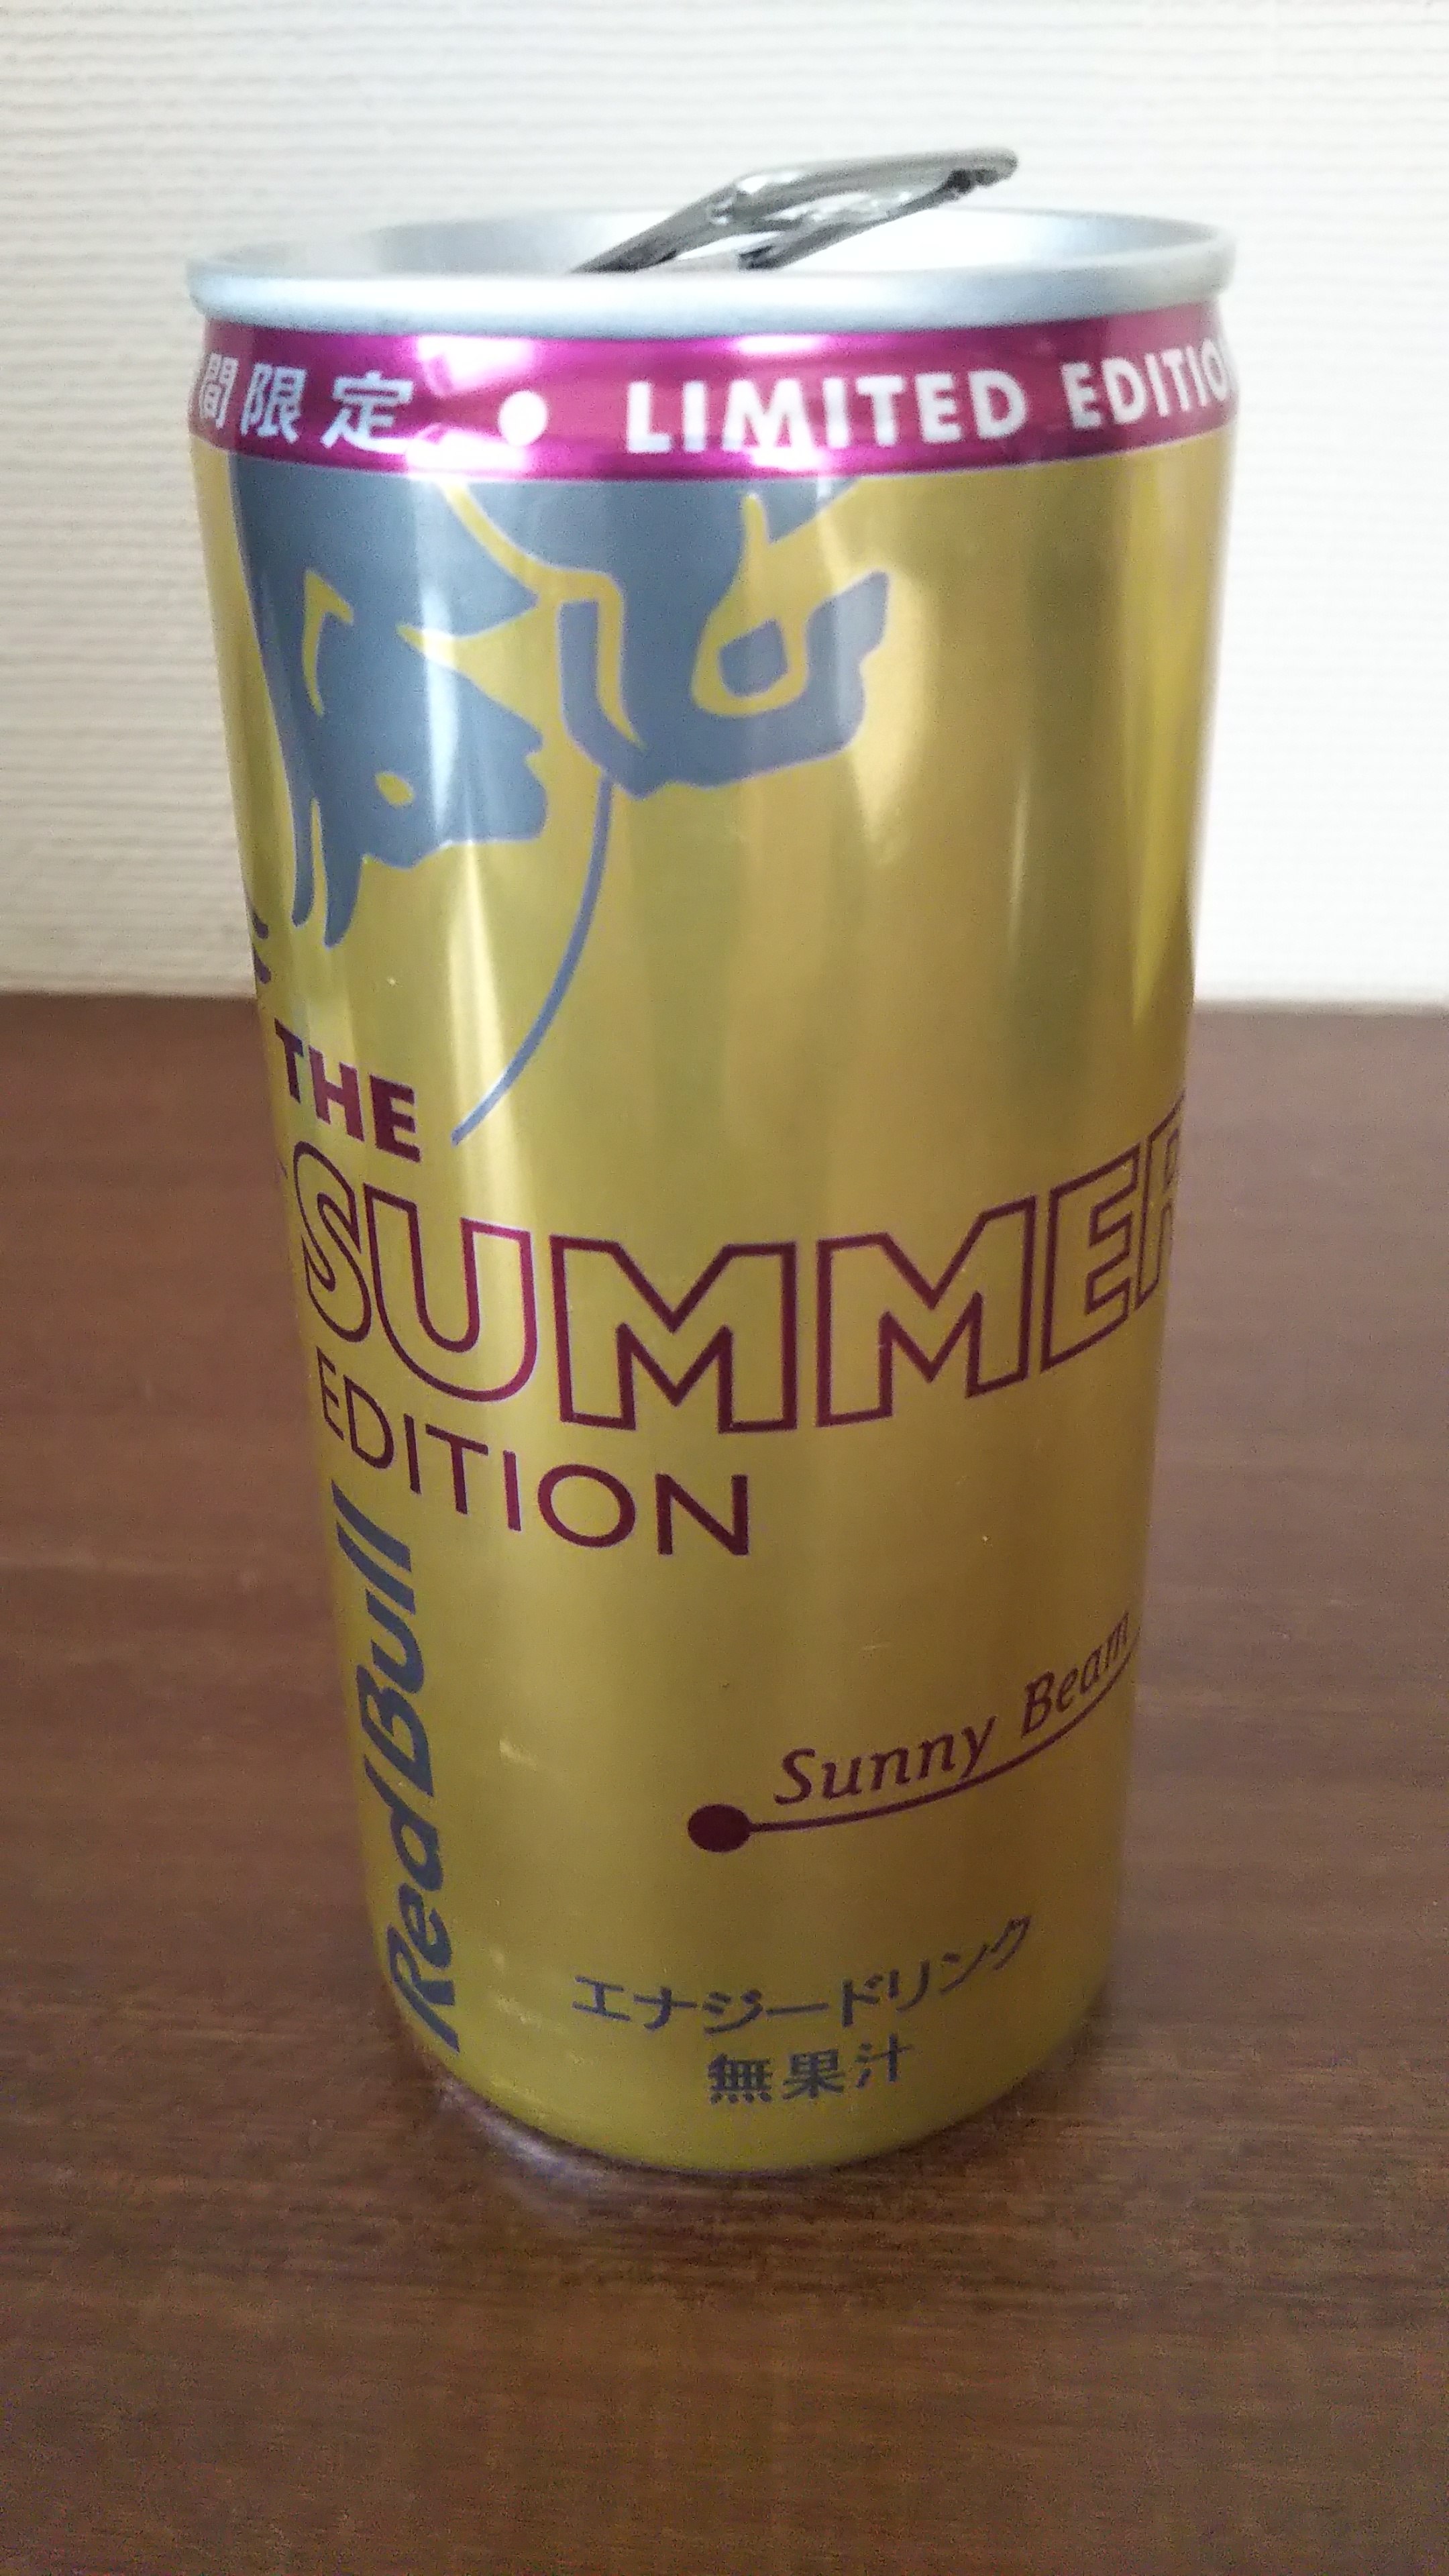 間限定 ● LIMITED EDITIO
THE
SUMMER
EDITION
Red Bull
Sunny Beam
エナジードリンク
無果汁